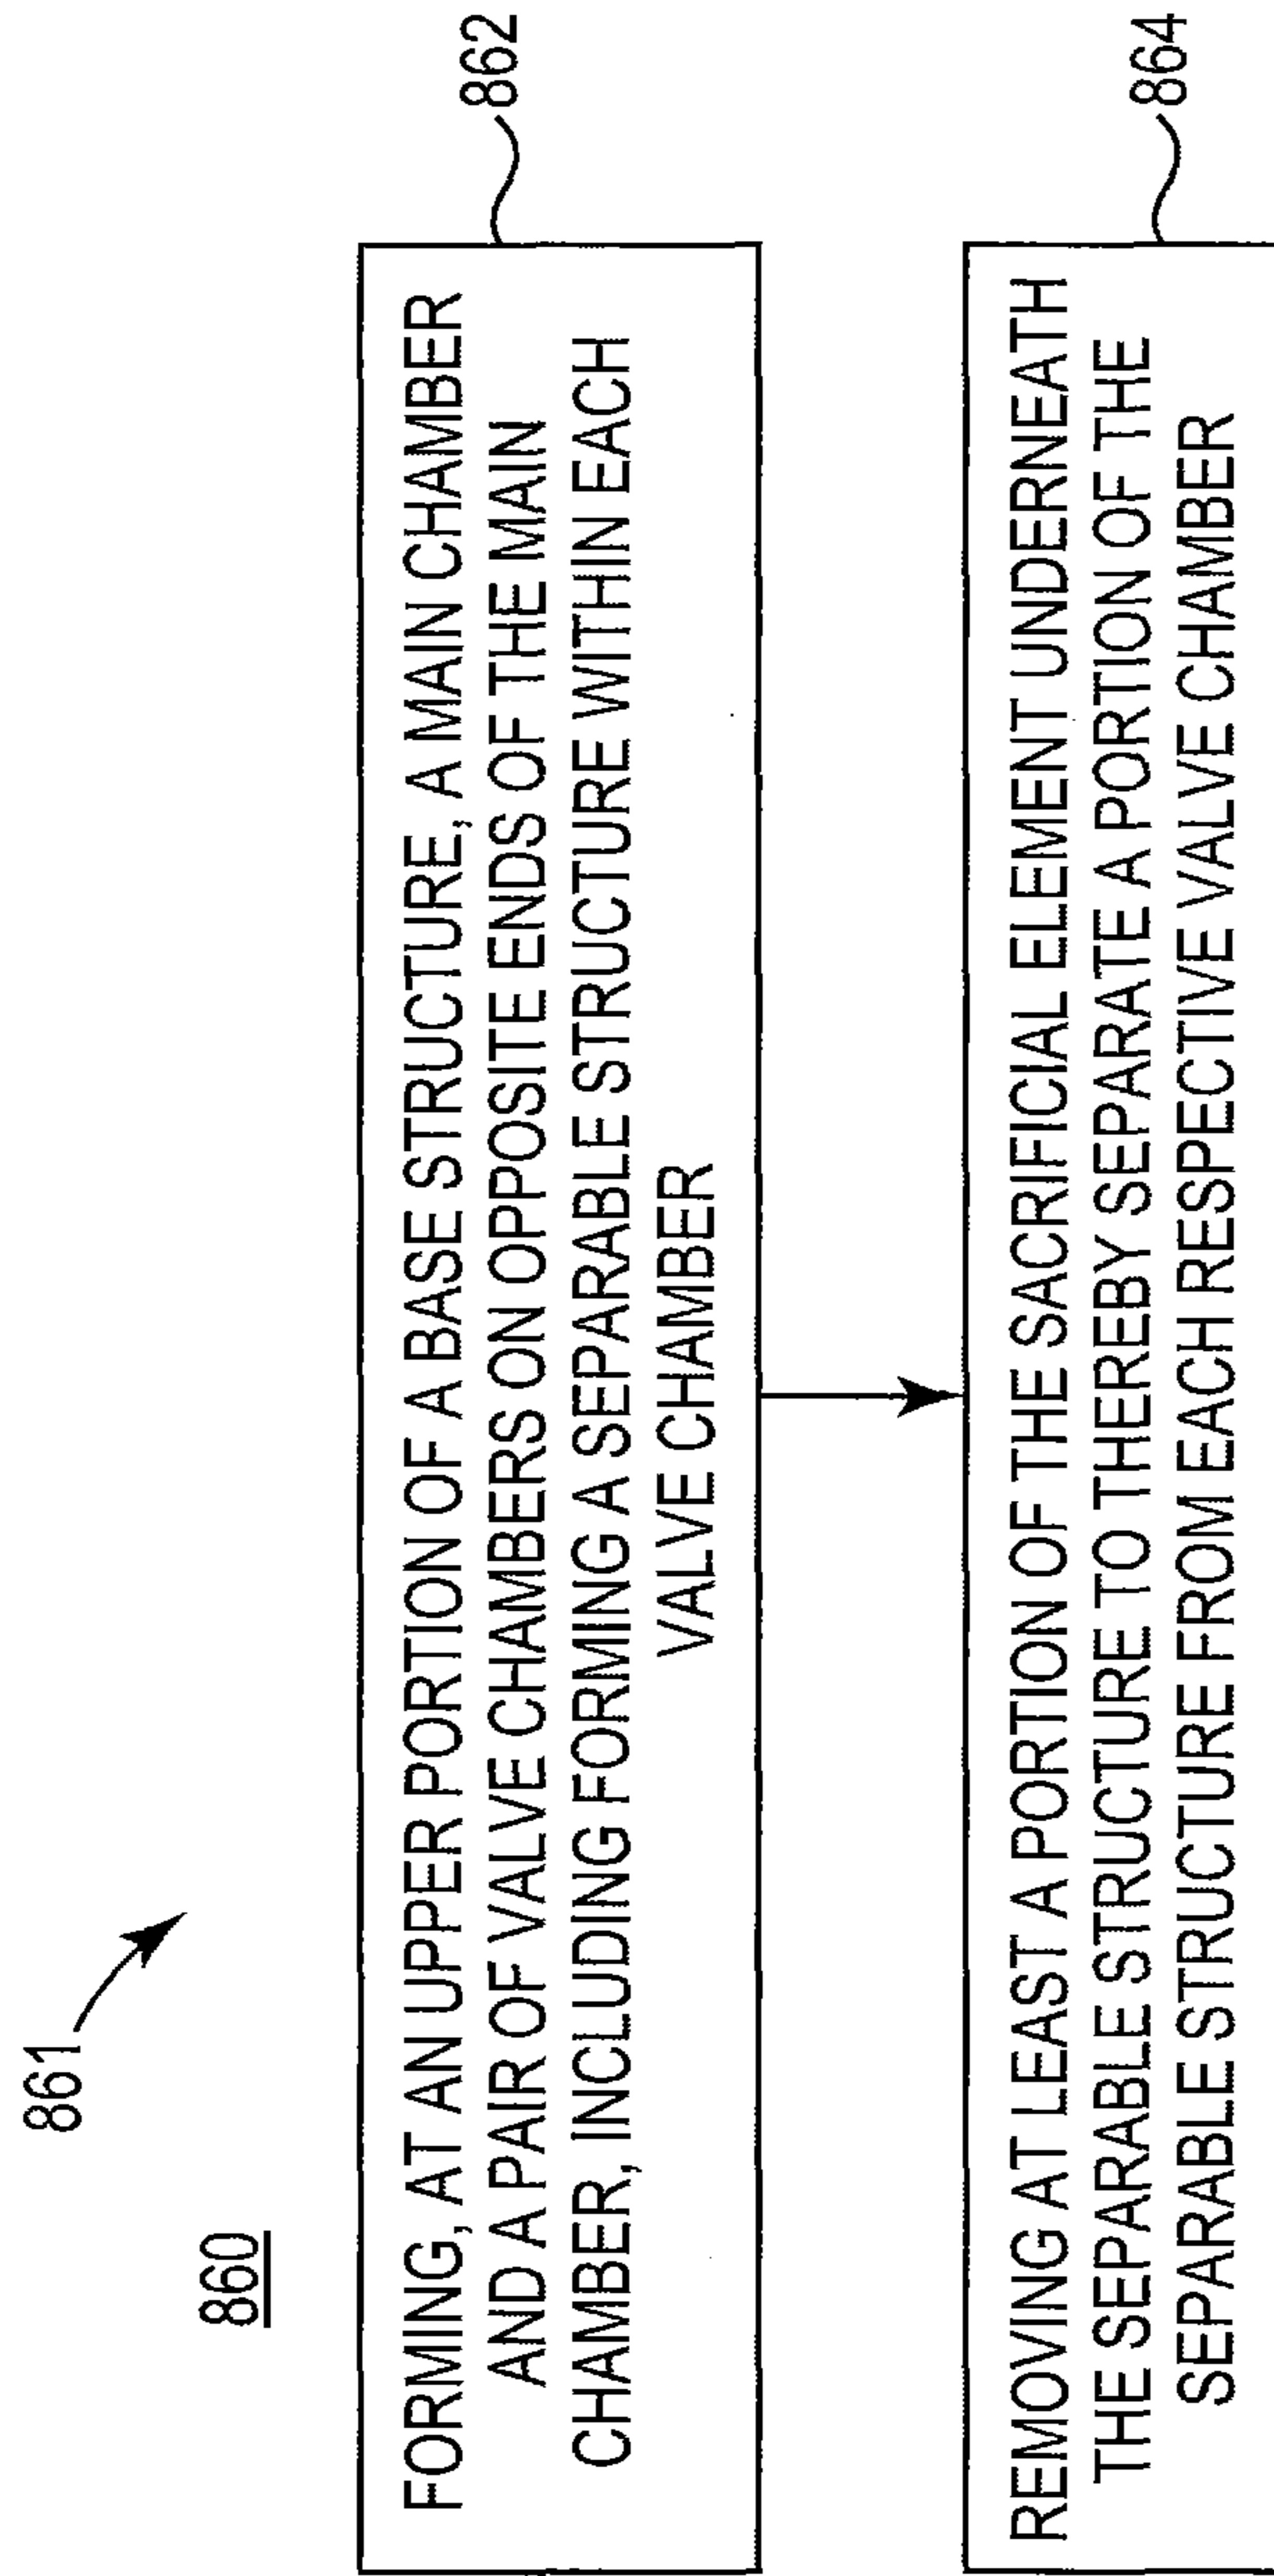 861
860
FORMING, AT AN UPPER PORTION OF A BASE STRUCTURE, A MAIN CHAMBER
AND A PAIR OF VALVE CHAMBERS ON OPPOSITE ENDS OF THE MAIN
CHAMBER, INCLUDING FORMING A SEPARABLE STRUCTURE WITHIN EACH
VALVE CHAMBER
862
REMOVING AT LEAST A PORTION OF THE SACRIFICIAL ELEMENT UNDERNEATH
THE SEPARABLE STRUCTURE TO THEREBY SEPARATE A PORTION OF THE
SEPARABLE STRUCTURE FROM EACH RESPECTIVE VALVE CHAMBER
864